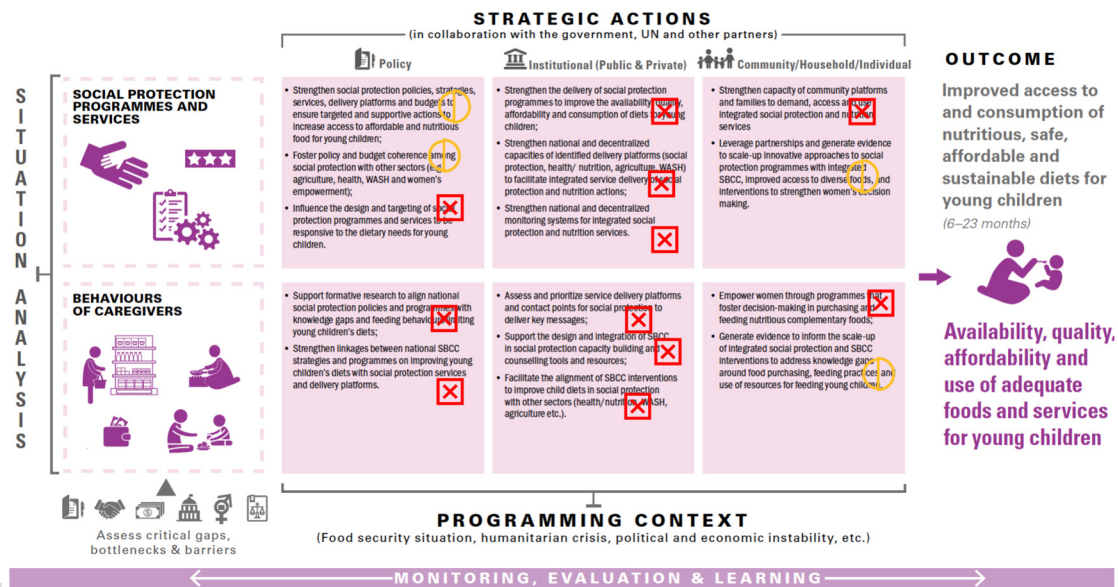 STRATEGIC ACTIONS
(in collaboration with the government, UN and other partners)
Policy
Institutional (Public & Private)
Community/Household/Individual
SITUATION ANALYSIS
SOCIAL PROTECTION
PROGRAMMES AND
SERVICES
• Strengthen social protection policies, strategies,
services, delivery platforms and budgets to
ensure targeted and supportive actions to
increase access to affordable and nutritious
food for young children;
• Foster policy and budget coherence among
social protection with other sectors (e.g.
agriculture, health, WASH and women's
empowerment);
• Influence the design and targeting of social
protection programmes and services to be
responsive to the dietary needs for young
children.
• Strengthen the delivery of social protection
programmes to improve the availability, quality,
affordability and consumption of diets for young
children;
• Strengthen national and decentralized
capacities of identified delivery platforms (social
protection, health/ nutrition, agriculture, WASH)
to facilitate integrated service delivery of social
protection and nutrition actions;
• Strengthen national and decentralized
monitoring systems for integrated social
protection and nutrition services.
• Strengthen capacity of community platforms
and families to demand, access and use
integrated social protection and nutrition
services
• Leverage partnerships and generate evidence
to scale-up innovative approaches to social
protection programmes with integrated
SBCC, improved access to diverse foods, and
interventions to strengthen women's decision
making.
BEHAVIOURS
OF CAREGIVERS
• Support formative research to align national
social protection policies and programmes with
knowledge gaps and feeding behaviours limiting
young children's diets;
• Strengthen linkages between national SBCC
strategies and programmes on improving young
children's diets with social protection services
and delivery platforms.
• Assess and prioritize service delivery platforms
and contact points for social protection to
deliver key messages;
• Support the design and integration of SBCC
in social protection capacity building and
counselling tools and resources;
• Facilitate the alignment of SBCC interventions
to improve child diets in social protection
with other sectors (health/ nutrition, WASH,
agriculture etc.).
• Empower women through programmes that
foster decision-making in purchasing and
feeding nutritious complementary foods;
• Generate evidence to inform the scale-up
of integrated social protection and SBCC
interventions to address knowledge gaps
around food purchasing, feeding practices and
use of resources for feeding young children.
OUTCOME
Improved access to
and consumption of
nutritious, safe,
affordable and
sustainable diets for
young children
(6–23 months)
Availability, quality,
affordability and
use of adequate
foods and services
for young children
Assess critical gaps,
bottlenecks & barriers
PROGRAMMING CONTEXT
(Food security situation, humanitarian crisis, political and economic instability, etc.)
MONITORING, EVALUATION & LEARNING